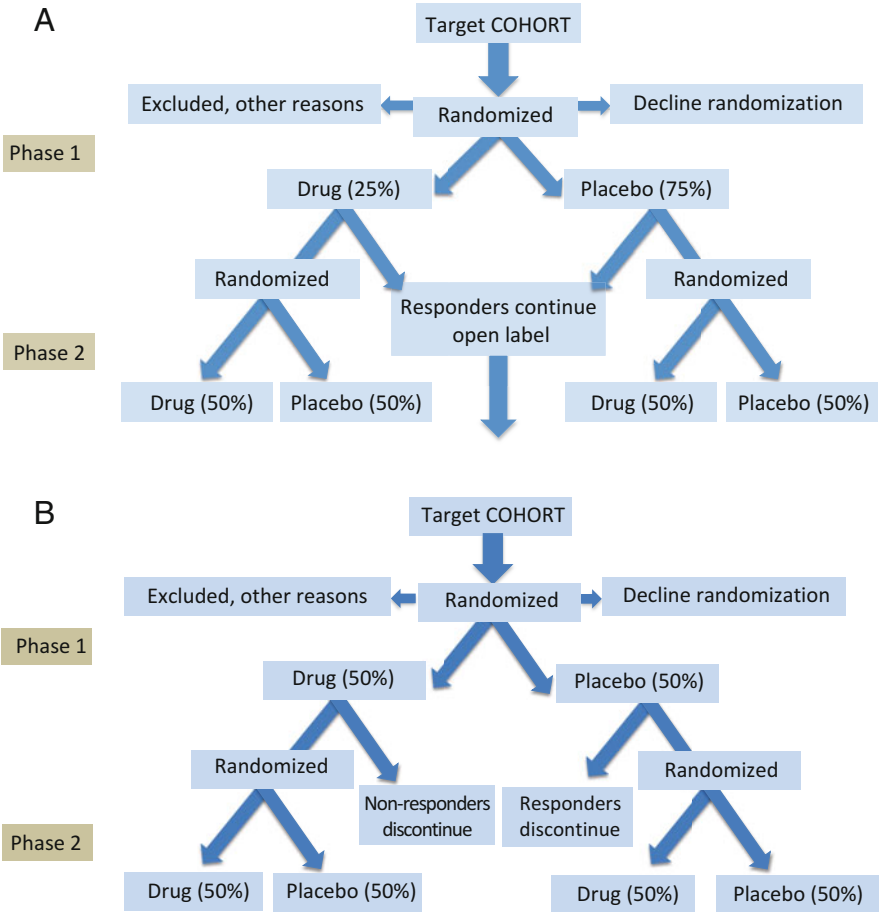 A
Target COHORT
Excluded, other reasons
Randomized
Decline randomization
Phase 1
Drug (25%)
Placebo (75%)
Randomized
Responders continue
open label
Randomized
Phase 2
Drug (50%)
Placebo (50%)
Drug (50%)
Placebo (50%)
B
Target COHORT
Excluded, other reasons
Randomized
Decline randomization
Phase 1
Drug (50%)
Placebo (50%)
Randomized
Non-responders
discontinue
Responders
discontinue
Randomized
Phase 2
Drug (50%)
Placebo (50%)
Drug (50%)
Placebo (50%)